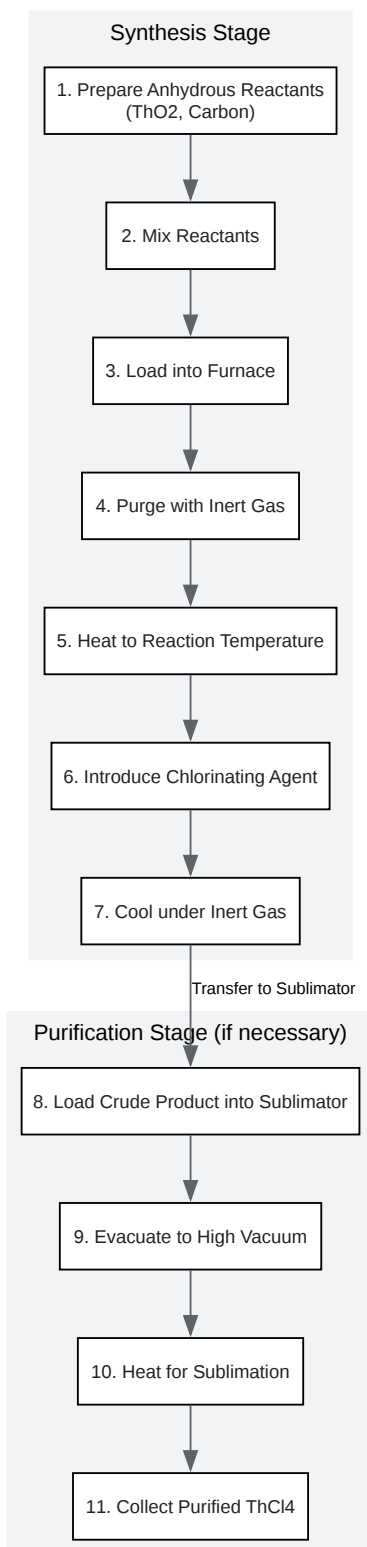 Synthesis Stage
1. Prepare Anhydrous Reactants
(ThO2, Carbon)
2. Mix Reactants
3. Load into Furnace
4. Purge with Inert Gas
5. Heat to Reaction Temperature
6. Introduce Chlorinating Agent
7. Cool under Inert Gas
Transfer to Sublimator
Purification Stage (if necessary)
8. Load Crude Product into Sublimator
9. Evacuate to High Vacuum
10. Heat for Sublimation
11. Collect Purified ThCl4